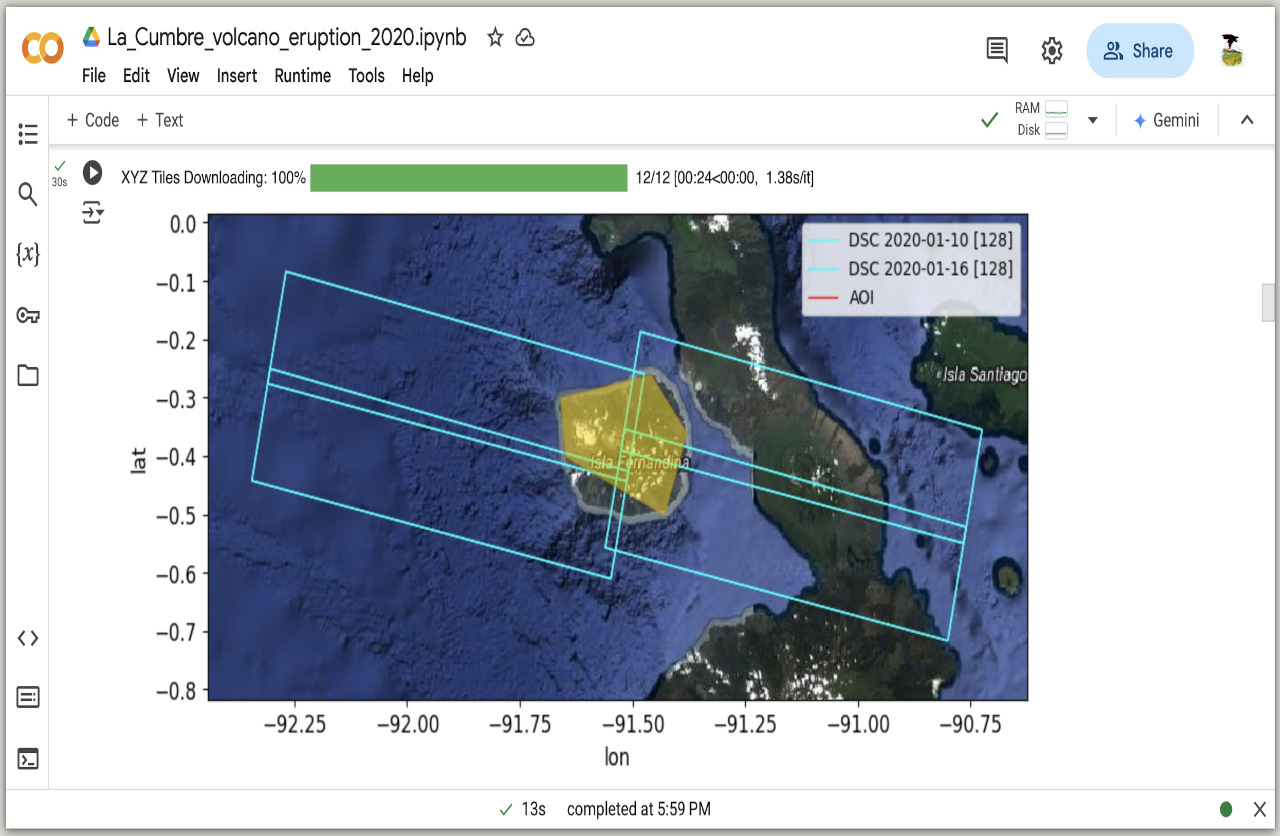 La_Cumbre_volcano_eruption_2020.ipynb
File Edit View Insert Runtime Tools Help
Share
+ Code + Text
RAM
Disk
Gemini
30s
XYZ Tiles Downloading: 100% 12/12 [00:24<00:00, 1.38s/it]
DSC 2020-01-10 [128]
DSC 2020-01-16 [128]
AOI
0.0
−0.1
−0.2
−0.3
−0.4
−0.5
−0.6
−0.7
−0.8
lat
Isla Santiago
Isla Fernandina
−92.25 −92.00 −91.75 −91.50 −91.25 −91.00 −90.75
lon
{x}
13s completed at 5:59 PM
X